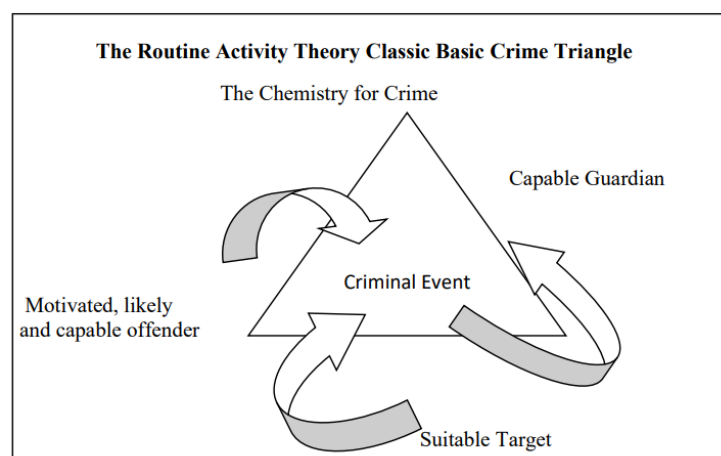 The Routine Activity Theory Classic Basic Crime Triangle
The Chemistry for Crime
Capable Guardian
Criminal Event
Motivated, likely
and capable offender
Suitable Target